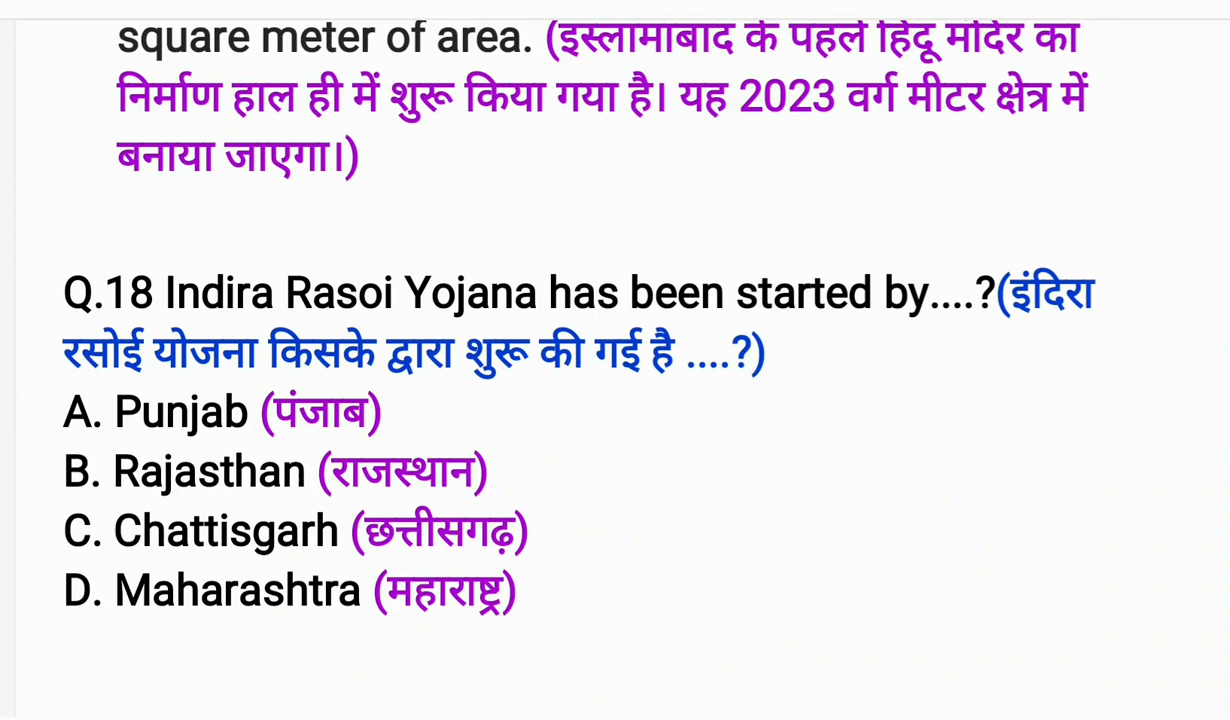 square meter of area. (इस्लामाबाद के पहले हिंदू मंदिर का
निर्माण हाल ही में शुरू किया गया है। यह 2023 वर्ग मीटर क्षेत्र में
बनाया जाएगा।)
Q.18 Indira Rasoi Yojana has been started by....?(इंदिरा
रसोई योजना किसके द्वारा शुरू की गई है ....?)
A. Punjab (पंजाब)
B. Rajasthan (राजस्थान)
C. Chattisgarh (छत्तीसगढ़)
D. Maharashtra (महाराष्ट्र)